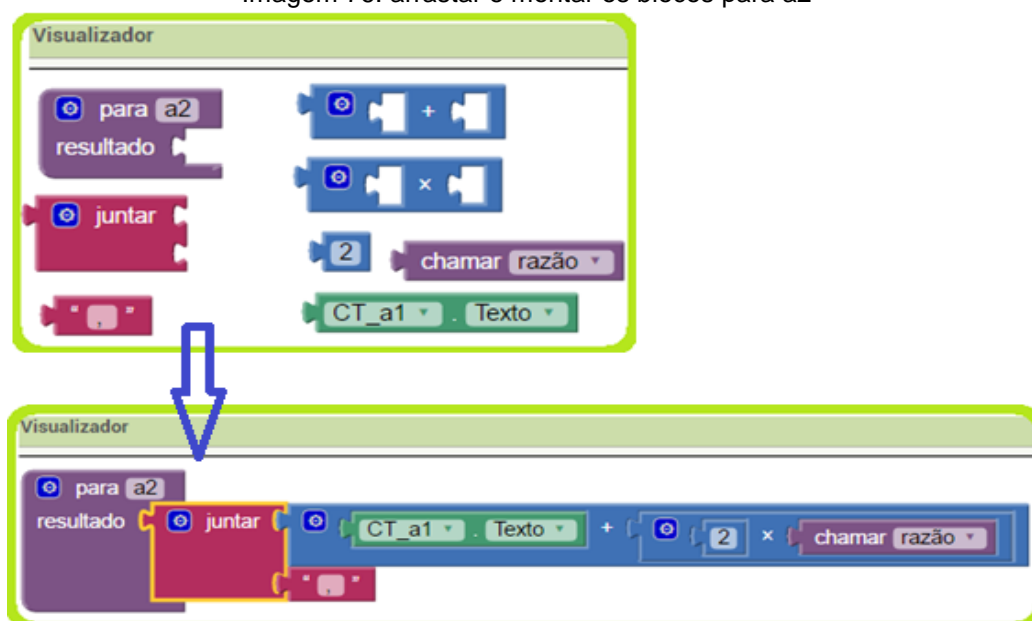 Imagem 76: arrastar e montar os blocos para a2
Visualizador
para a2
resultado
+
×
juntar
2
chamar razão
" , "
CT_a1 . Texto
Visualizador
para a2
resultado juntar CT_a1 . Texto + 2 × chamar razão
" , "